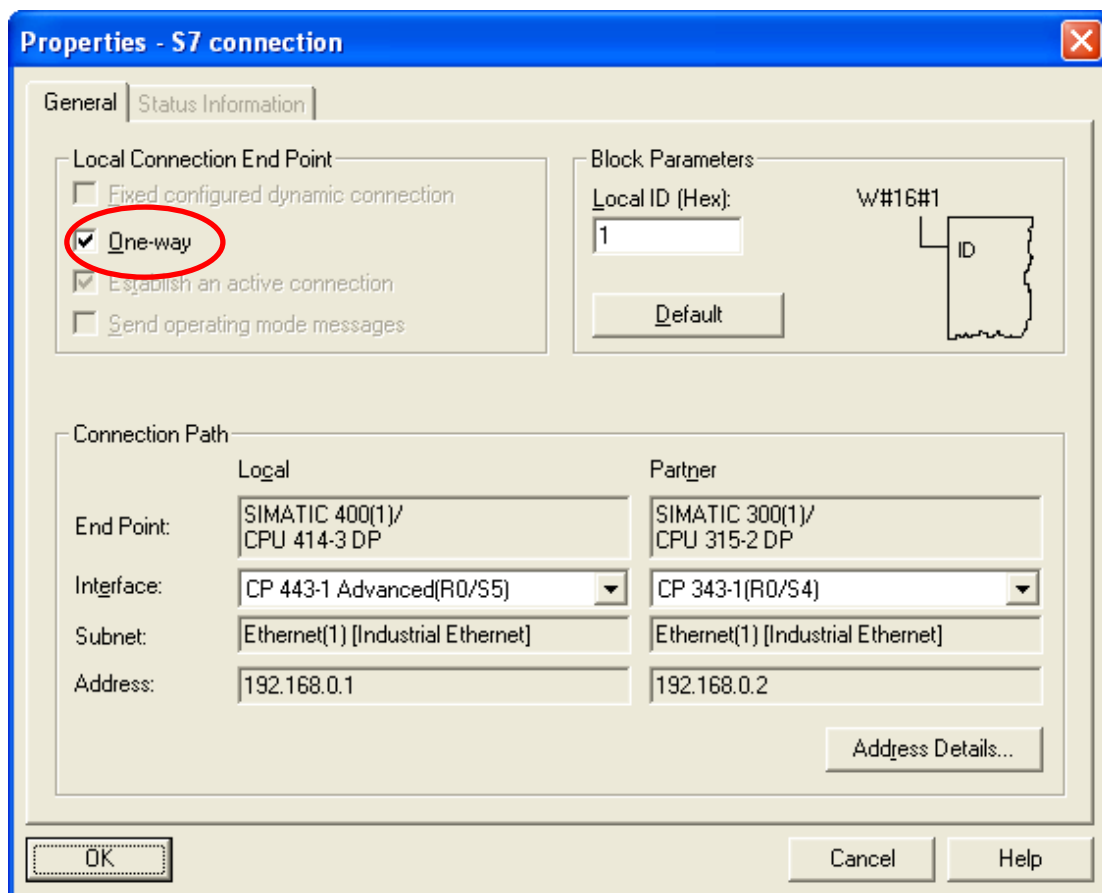 Properties - S7 connection
General
Status Information
Local Connection End Point
Fixed configured dynamic connection
One-way
Establish an active connection
Send operating mode messages
Block Parameters
Local ID (Hex):
1
W#16#1
ID
Default
Connection Path
Local
Partner
End Point:
SIMATIC 400(1)/
CPU 414-3 DP
SIMATIC 300(1)/
CPU 315-2 DP
Interface:
CP 443-1 Advanced(R0/S5)
CP 343-1(R0/S4)
Subnet:
Ethernet(1) [Industrial Ethernet]
Ethernet(1) [Industrial Ethernet]
Address:
192.168.0.1
192.168.0.2
Address Details...
OK
Cancel
Help